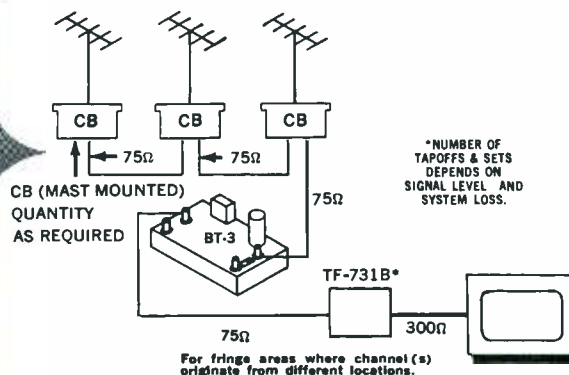 CB
CB
CB
75Ω
75Ω
CB (MAST MOUNTED)
QUANTITY
AS REQUIRED
75Ω
*NUMBER OF
TAPOFFS & SETS
DEPENDS ON
SIGNAL LEVEL AND
SYSTEM LOSS.
BT-3
TF-731B*
75Ω
300Ω
For fringe areas where channel(s)
originate from different locations.